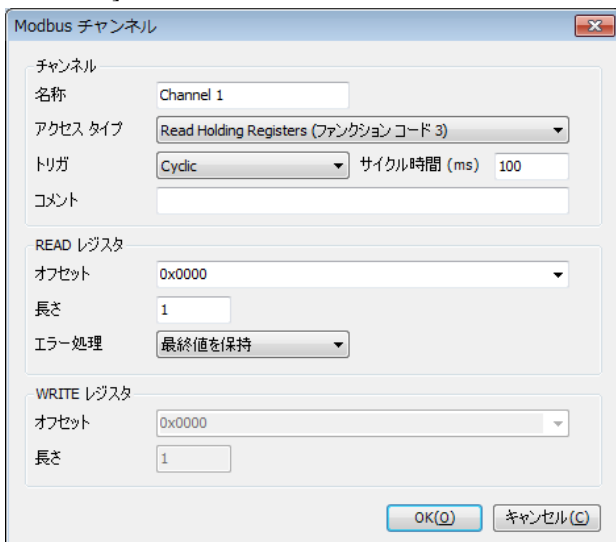 Modbus チャンネル
チャンネル
名称 Channel 1
アクセス タイプ Read Holding Registers (ファンクション コード 3)
トリガ Cyclic サイクル時間 (ms) 100
コメント
READ レジスタ
オフセット 0x0000
長さ 1
エラー処理 最終値を保持
WRITE レジスタ
オフセット 0x0000
長さ 1
OK(O) キャンセル(C)